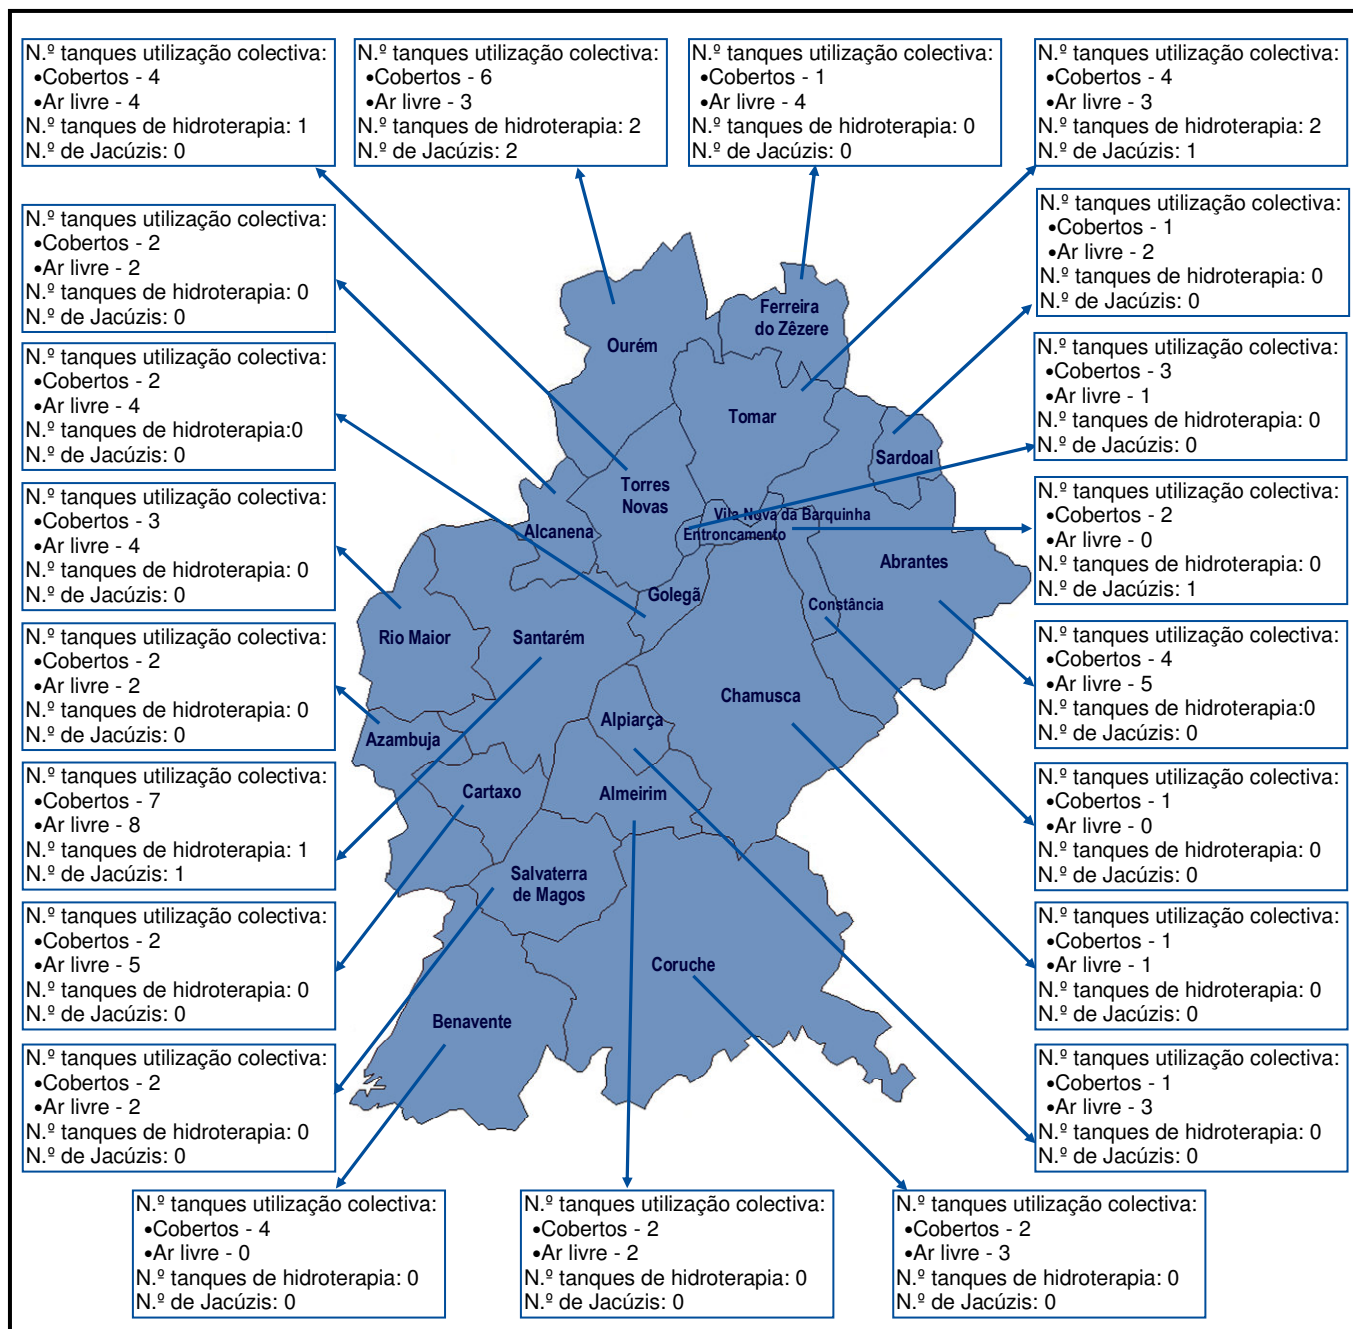 N.º tanques utilização colectiva:
•Cobertos - 4
•Ar livre - 4
N.º tanques de hidroterapia: 1
N.º de Jacúzis: 0
N.º tanques utilização colectiva:
•Cobertos - 6
•Ar livre - 3
N.º tanques de hidroterapia: 2
N.º de Jacúzis: 2
N.º tanques utilização colectiva:
•Cobertos - 1
•Ar livre - 4
N.º tanques de hidroterapia: 0
N.º de Jacúzis: 0
N.º tanques utilização colectiva:
•Cobertos - 4
•Ar livre - 3
N.º tanques de hidroterapia: 2
N.º de Jacúzis: 1
N.º tanques utilização colectiva:
•Cobertos - 2
•Ar livre - 2
N.º tanques de hidroterapia: 0
N.º de Jacúzis: 0
N.º tanques utilização colectiva:
•Cobertos - 2
•Ar livre - 4
N.º tanques de hidroterapia:0
N.º de Jacúzis: 0
N.º tanques utilização colectiva:
•Cobertos - 3
•Ar livre - 4
N.º tanques de hidroterapia: 0
N.º de Jacúzis: 0
N.º tanques utilização colectiva:
•Cobertos - 2
•Ar livre - 2
N.º tanques de hidroterapia: 0
N.º de Jacúzis: 0
N.º tanques utilização colectiva:
•Cobertos - 7
•Ar livre - 8
N.º tanques de hidroterapia: 1
N.º de Jacúzis: 1
N.º tanques utilização colectiva:
•Cobertos - 2
•Ar livre - 5
N.º tanques de hidroterapia: 0
N.º de Jacúzis: 0
N.º tanques utilização colectiva:
•Cobertos - 2
•Ar livre - 2
N.º tanques de hidroterapia: 0
N.º de Jacúzis: 0
Ferreira
do Zêzere
Ourém
Tomar
Sardoal
Torres
Novas
Vila Nova da Barquinha
Alcanena
Entroncamento
Abrantes
Golegã
Constância
Rio Maior
Santarém
Chamusca
Alpiarça
Azambuja
Cartaxo
Almeirim
Salvaterra
de Magos
Coruche
Benavente
N.º tanques utilização colectiva:
•Cobertos - 1
•Ar livre - 2
N.º tanques de hidroterapia: 0
N.º de Jacúzis: 0
N.º tanques utilização colectiva:
•Cobertos - 3
•Ar livre - 1
N.º tanques de hidroterapia: 0
N.º de Jacúzis: 0
N.º tanques utilização colectiva:
•Cobertos - 2
•Ar livre - 0
N.º tanques de hidroterapia: 0
N.º de Jacúzis: 1
N.º tanques utilização colectiva:
•Cobertos - 4
•Ar livre - 5
N.º tanques de hidroterapia:0
N.º de Jacúzis: 0
N.º tanques utilização colectiva:
•Cobertos - 1
•Ar livre - 0
N.º tanques de hidroterapia: 0
N.º de Jacúzis: 0
N.º tanques utilização colectiva:
•Cobertos - 1
•Ar livre - 1
N.º tanques de hidroterapia: 0
N.º de Jacúzis: 0
N.º tanques utilização colectiva:
•Cobertos - 1
•Ar livre - 3
N.º tanques de hidroterapia: 0
N.º de Jacúzis: 0
N.º tanques utilização colectiva:
•Cobertos - 4
•Ar livre - 0
N.º tanques de hidroterapia: 0
N.º de Jacúzis: 0
N.º tanques utilização colectiva:
•Cobertos - 2
•Ar livre - 2
N.º tanques de hidroterapia: 0
N.º de Jacúzis: 0
N.º tanques utilização colectiva:
•Cobertos - 2
•Ar livre - 3
N.º tanques de hidroterapia: 0
N.º de Jacúzis: 0